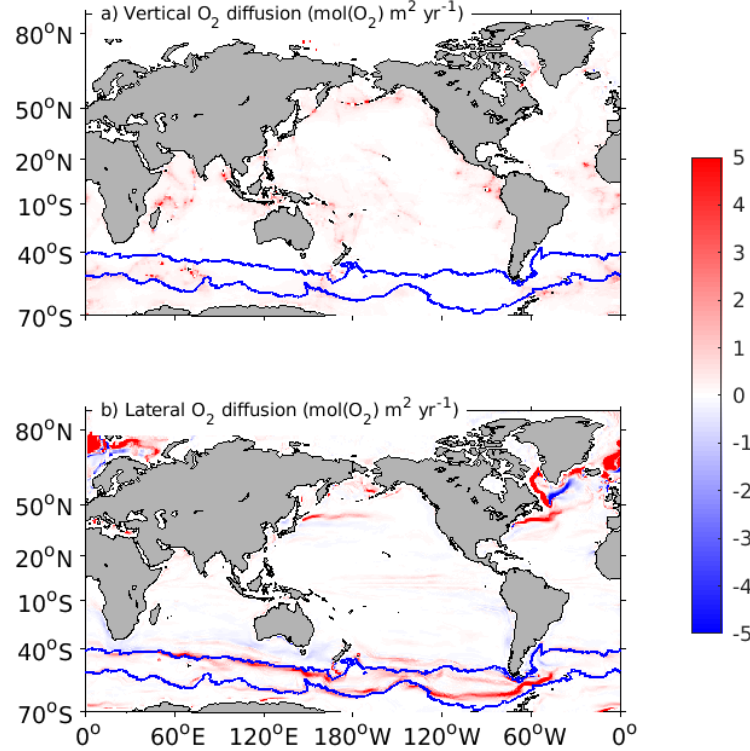 a) Vertical O₂ diffusion (mol(O₂) m² yr⁻¹)
80°N
50°N
20°N
10°S
40°S
70°S
b) Lateral O₂ diffusion (mol(O₂) m² yr⁻¹)
80°N
50°N
20°N
10°S
40°S
70°S
0° 60°E 120°E 180°W 120°W 60°W 0°
5
4
3
2
1
0
-1
-2
-3
-4
-5